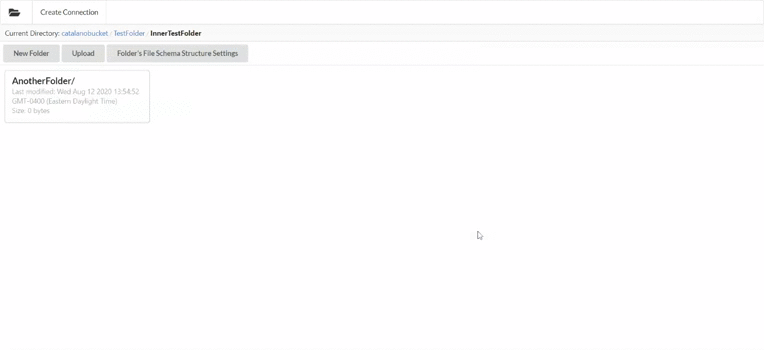 Create Connection
Current Directory: catalanobucket / TestFolder / InnerTestFolder
New Folder Upload Folder's File Schema Structure Settings
AnotherFolder/
Last modified: Wed Aug 12 2020 13:54:52
GMT-0400 (Eastern Daylight Time)
Size: 0 bytes